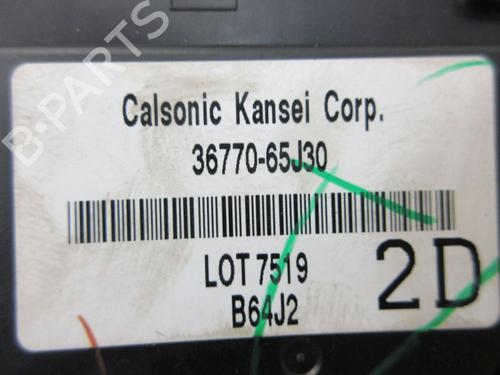 Calsonic Kansei Corp.
36770-65J30
LOT 7519
B64J2
2D
B-PARTS